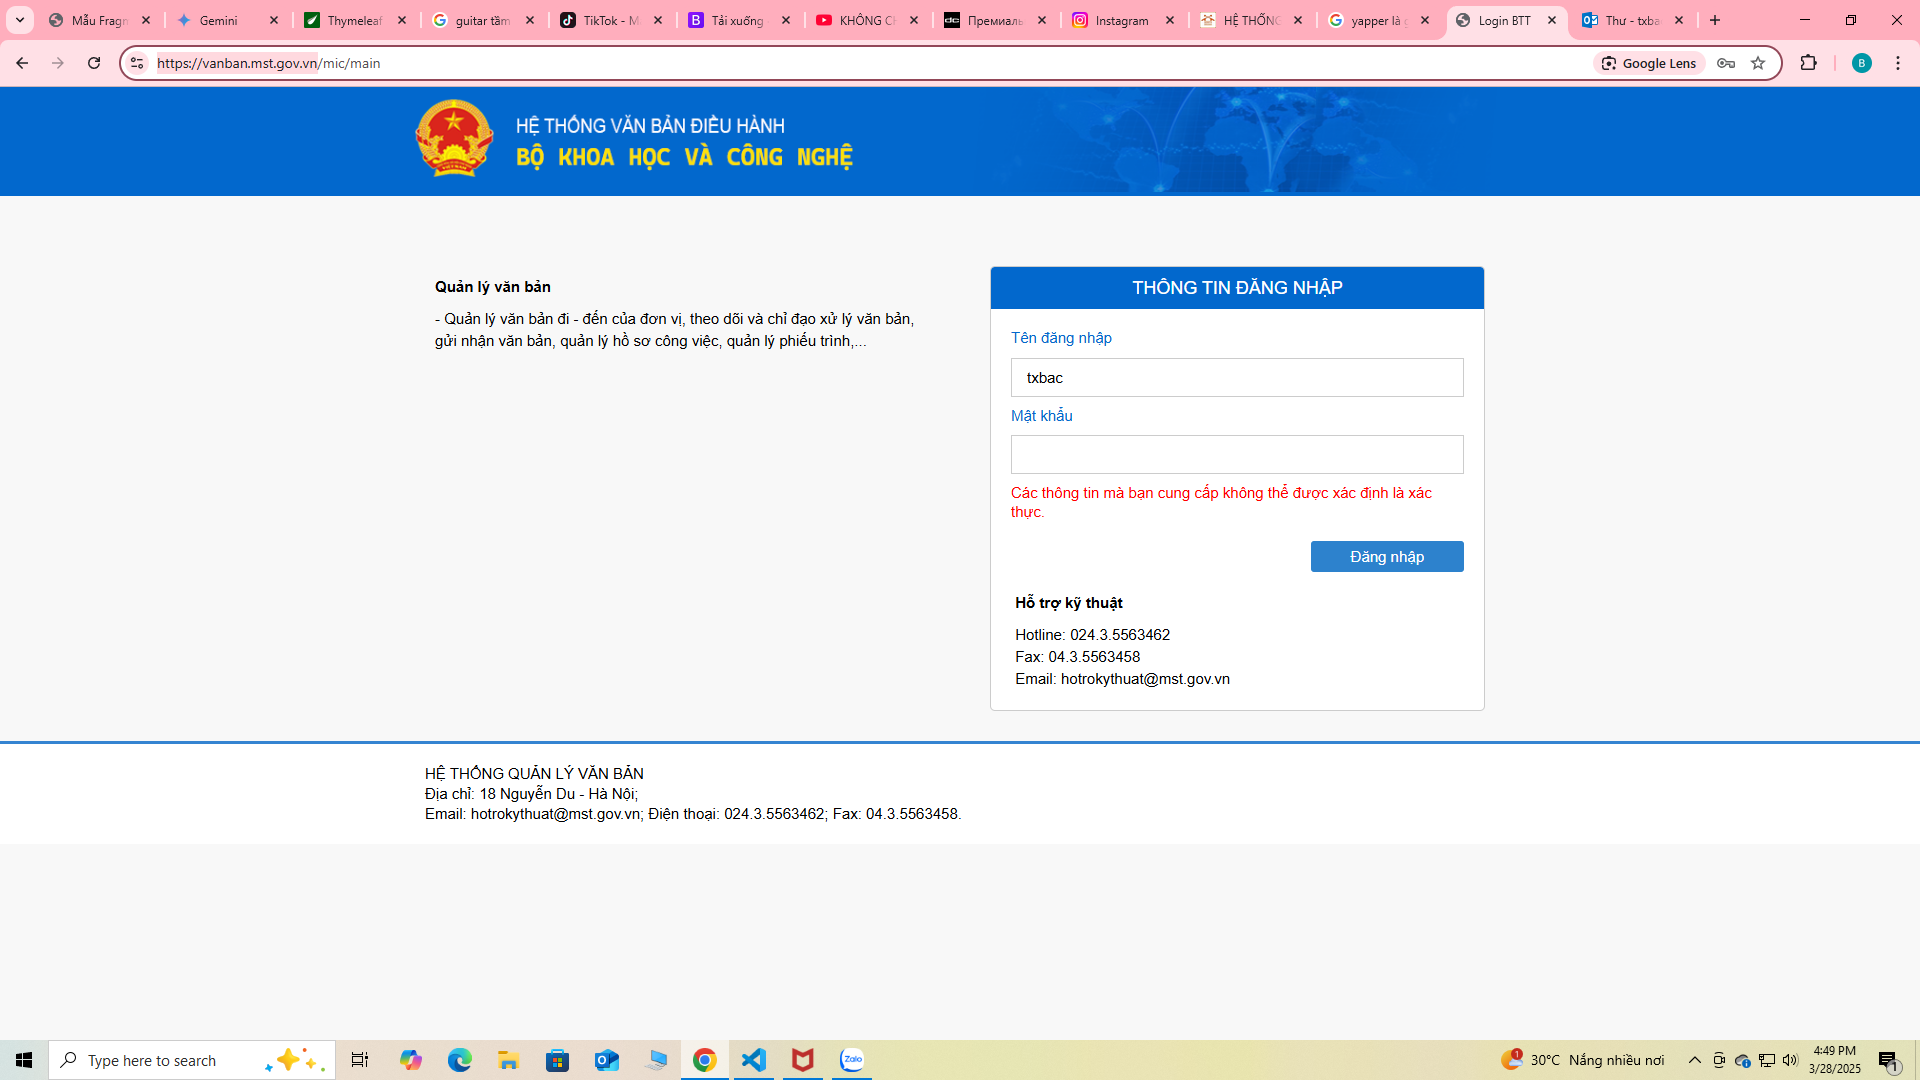 Mẫu Fragm
Gemini
Thymeleaf
guitar tầm
TikTok - M
Tải xuống
KHÔNG CH
Премиаль
Instagram
HỆ THỐNG
yapper là g
Login BTT
Thư - txba
https://vanban.mst.gov.vn/mic/main
Google Lens
B
HỆ THỐNG VĂN BẢN ĐIỀU HÀNH
BỘ KHOA HỌC VÀ CÔNG NGHỆ
Quản lý văn bản
- Quản lý văn bản đi - đến của đơn vị, theo dõi và chỉ đạo xử lý văn bản,
gửi nhận văn bản, quản lý hồ sơ công việc, quản lý phiếu trình,...
THÔNG TIN ĐĂNG NHẬP
Tên đăng nhập
txbac
Mật khẩu
Các thông tin mà bạn cung cấp không thể được xác định là xác
thực.
Đăng nhập
Hỗ trợ kỹ thuật
Hotline: 024.3.5563462
Fax: 04.3.5563458
Email: hotrokythuat@mst.gov.vn
HỆ THỐNG QUẢN LÝ VĂN BẢN
Địa chỉ: 18 Nguyễn Du - Hà Nội;
Email: hotrokythuat@mst.gov.vn; Điện thoại: 024.3.5563462; Fax: 04.3.5563458.
Type here to search
Zalo
1
30°C Nắng nhiều nơi
4:49 PM
3/28/2025
1